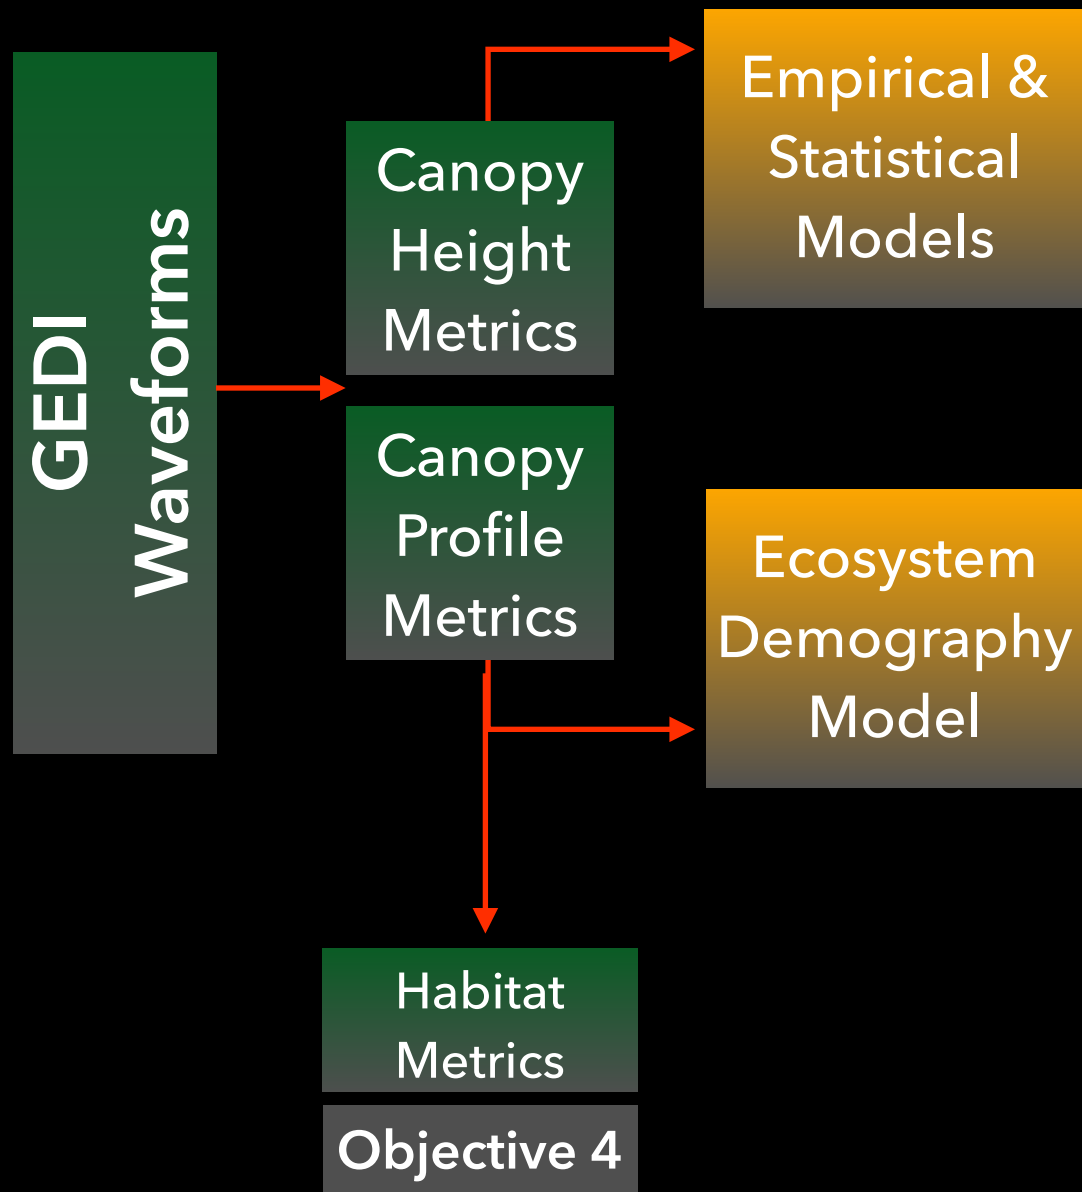 GEDI
Waveforms
Canopy
Height
Metrics
Canopy
Profile
Metrics
Empirical &
Statistical
Models
Ecosystem
Demography
Model
Habitat
Metrics
Objective 4